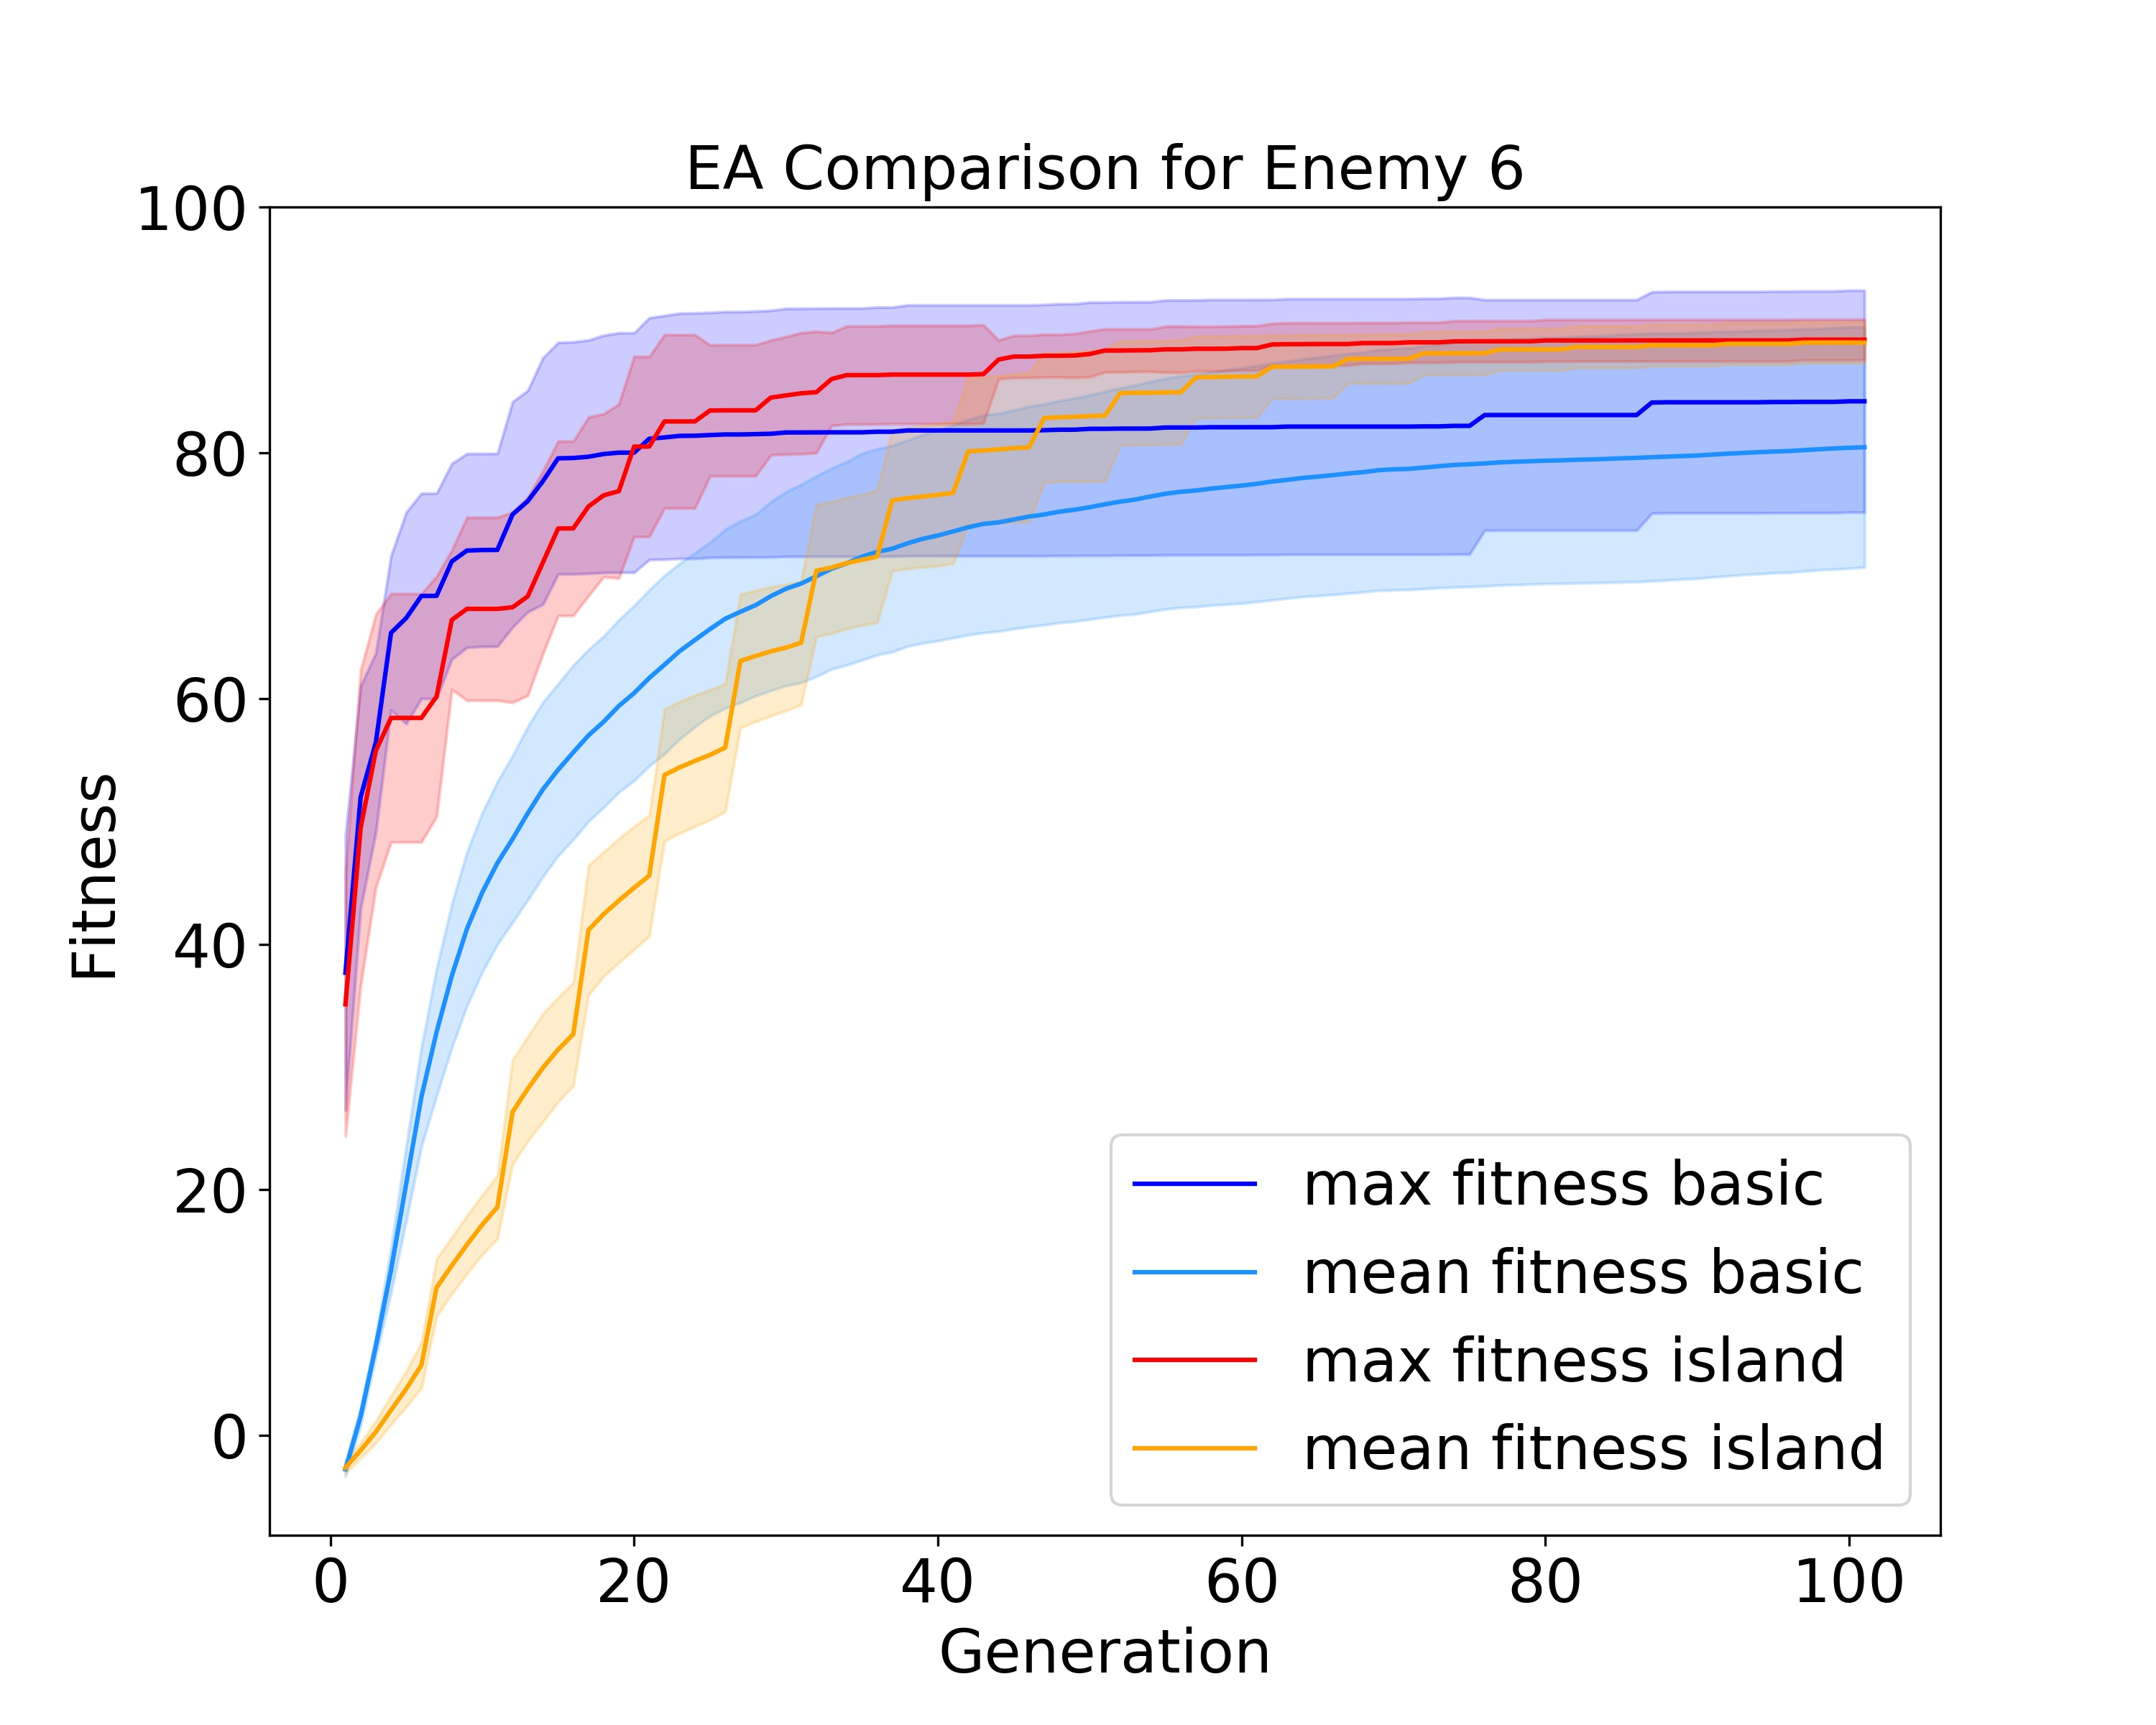 EA Comparison for Enemy 6
100
80
60
40
20
0
Fitness
max fitness basic
mean fitness basic
max fitness island
mean fitness island
0 20 40 60 80 100
Generation